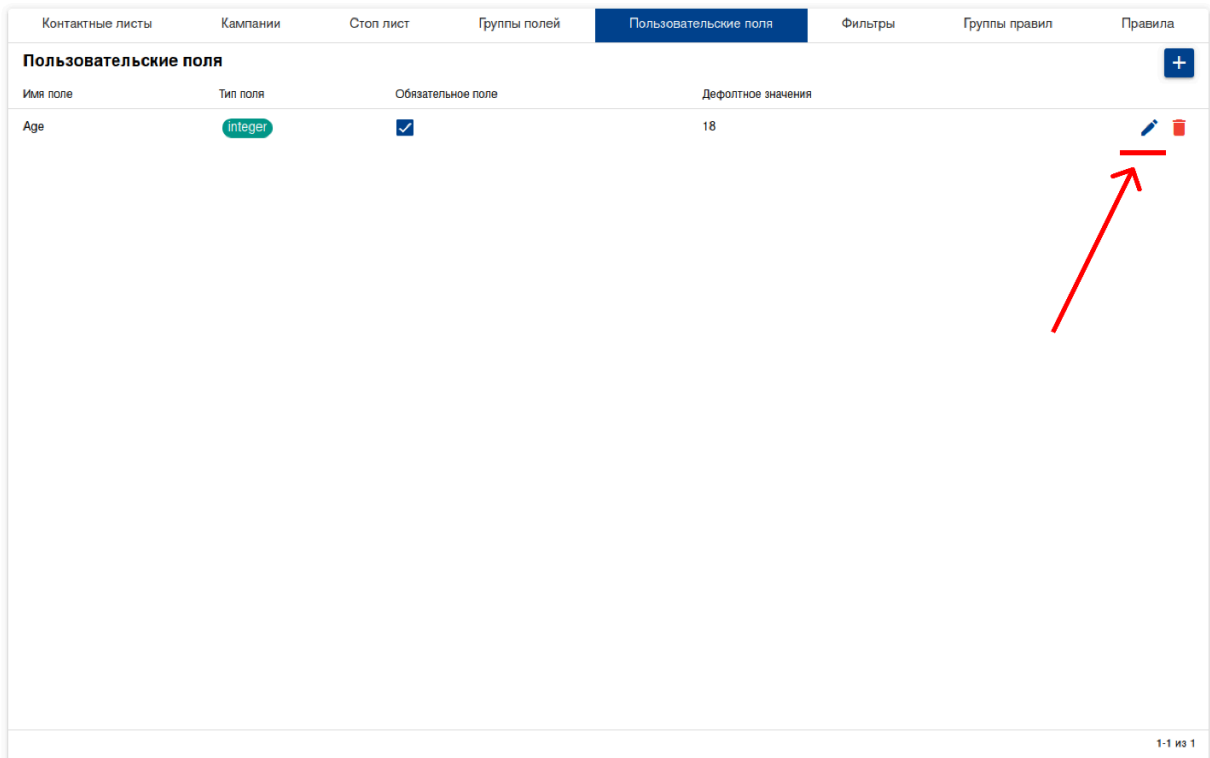 Контактные листы Кампании Стоп лист Группы полей Пользовательские поля Фильтры Группы правил Правила
Пользовательские поля
Имя поле Тип поля Обязательное поле Дефолтное значения
Age integer 18
1-1 из 1